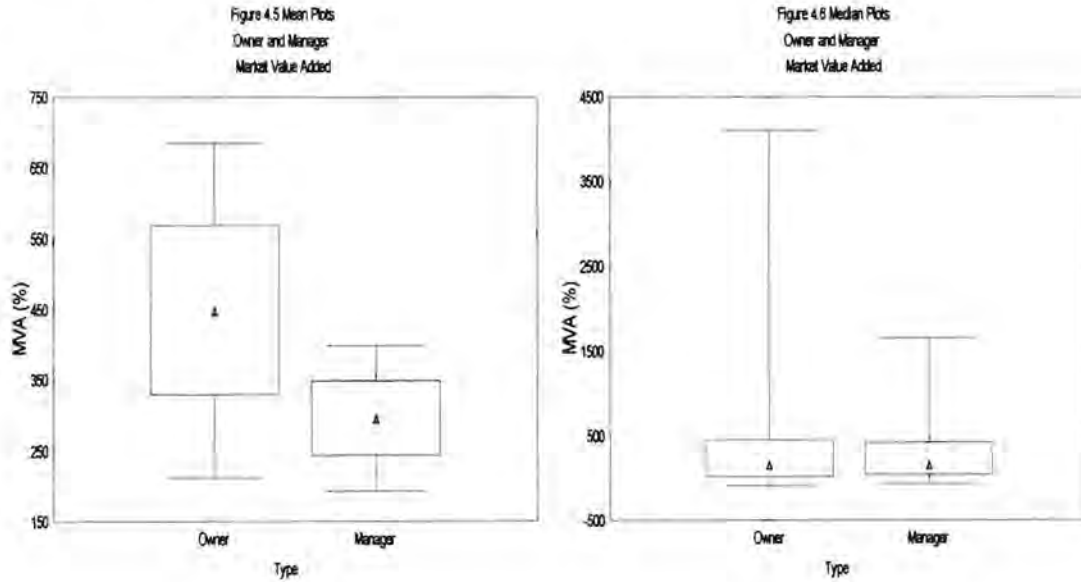 Figure 4.5 Mean Plots
Owner and Manager
Market Value Added
750
650
550
450
350
250
150
MVA (%)
Owner
Manager
Type
Figure 4.6 Median Plots
Owner and Manager
Market Value Added
4500
3500
2500
1500
500
-500
MVA (%)
Owner
Manager
Type